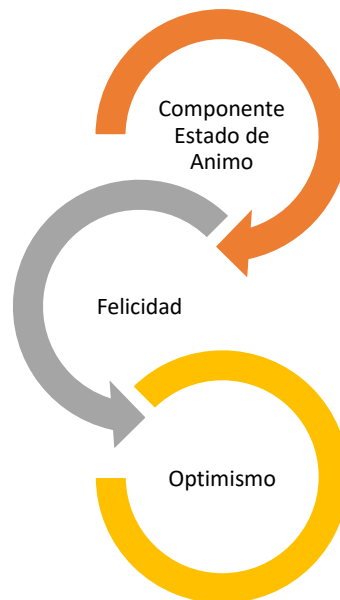 Componente
Estado de
Animo
Felicidad
Optimismo